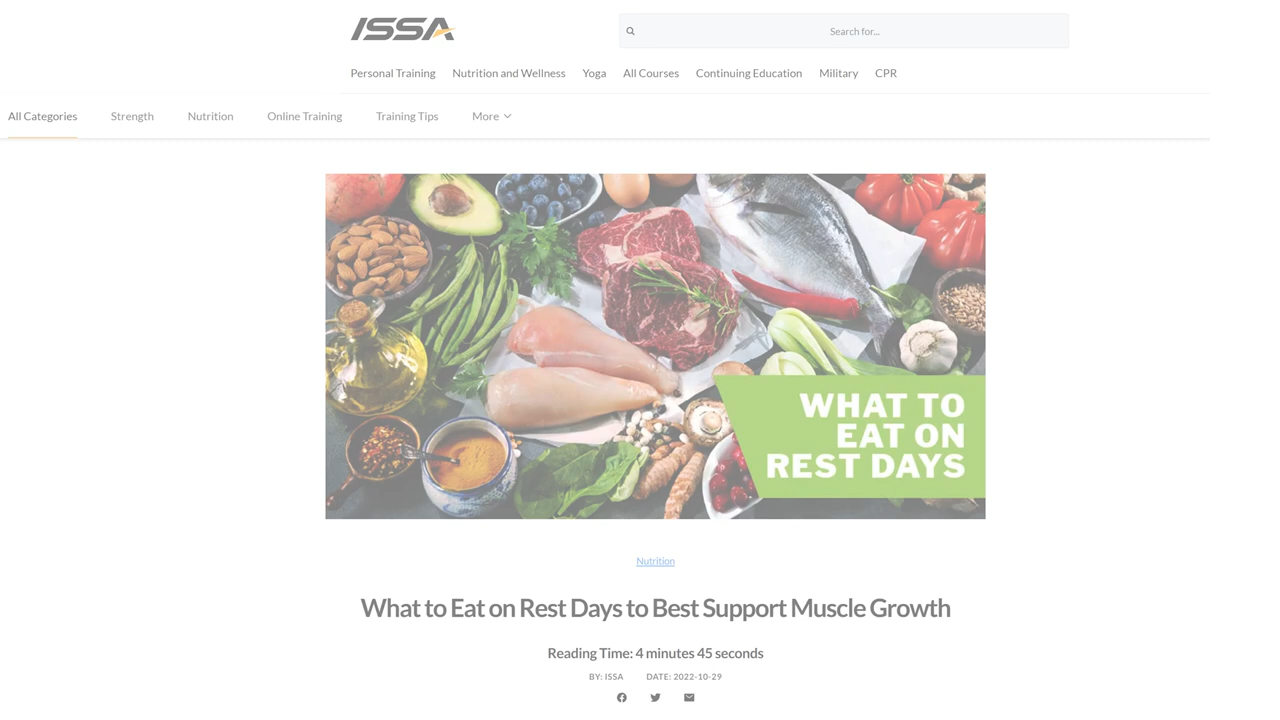 ISSA
Search for...
Personal Training Nutrition and Wellness Yoga All Courses Continuing Education Military CPR
All Categories Strength Nutrition Online Training Training Tips More
WHAT TO
EAT ON
REST DAYS
Nutrition
What to Eat on Rest Days to Best Support Muscle Growth
Reading Time: 4 minutes 45 seconds
BY: ISSA DATE: 2022-10-29